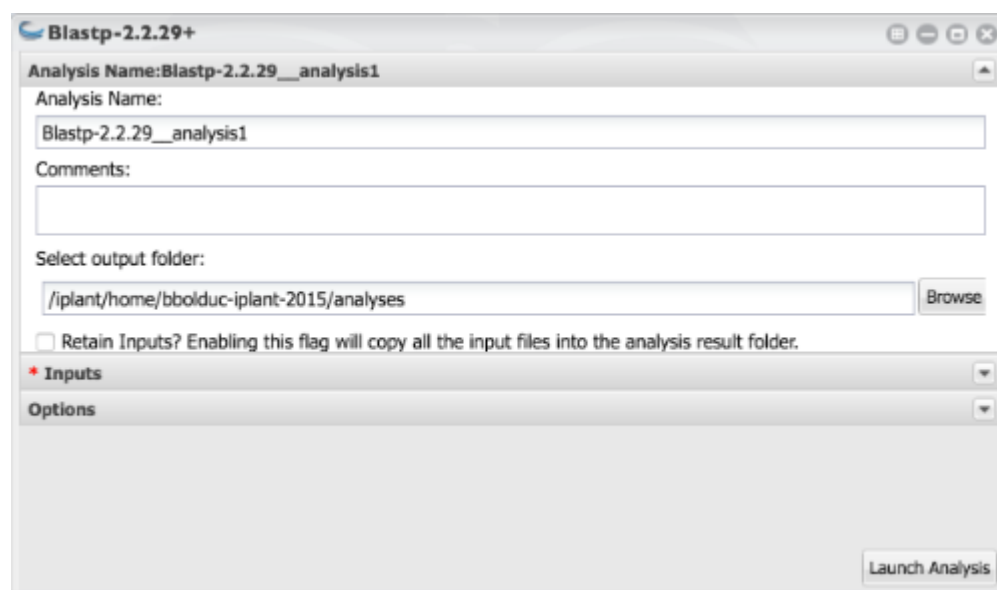 Blastp-2.2.29+
Analysis Name:Blastp-2.2.29__analysis1
Analysis Name:
Blastp-2.2.29__analysis1
Comments:
Select output folder:
/iplant/home/bbolduc-iplant-2015/analyses
Browse
Retain Inputs? Enabling this flag will copy all the input files into the analysis result folder.
* Inputs
Options
Launch Analysis